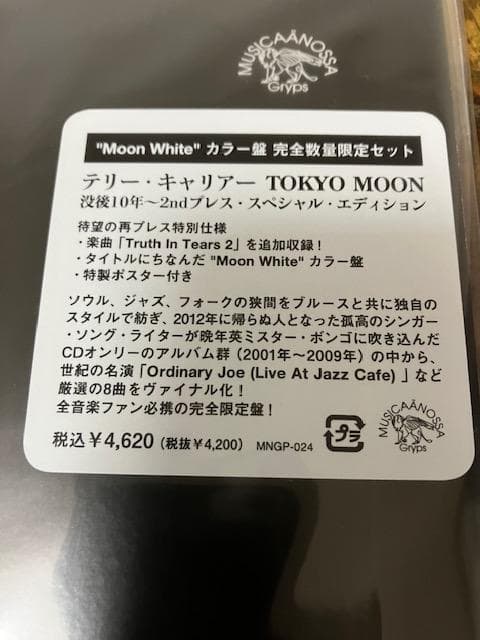 MUSICAÄNOSSA
Gryps
"Moon White" カラー盤 完全数量限定セット
テリー・キャリアー TOKYO MOON
没後10年～2ndプレス・スペシャル・エディション
待望の再プレス特別仕様
・楽曲「Truth In Tears 2」を追加収録！
・タイトルにちなんだ "Moon White" カラー盤
・特製ポスター付き
ソウル、ジャズ、フォークの狭間をブルースと共に独自の
スタイルで紡ぎ、2012年に帰らぬ人となった孤高のシンガー
・ソング・ライターが晩年英ミスター・ボンゴに吹き込んだ
CDオンリーのアルバム群（2001年～2009年）の中から、
世紀の名演「Ordinary Joe (Live At Jazz Cafe) 」など
厳選の8曲をヴァイナル化！
全音楽ファン必携の完全限定盤！
税込￥4,620（税抜￥4,200） MNGP-024
プラ
MUSICAÄNOSSA
Gryps